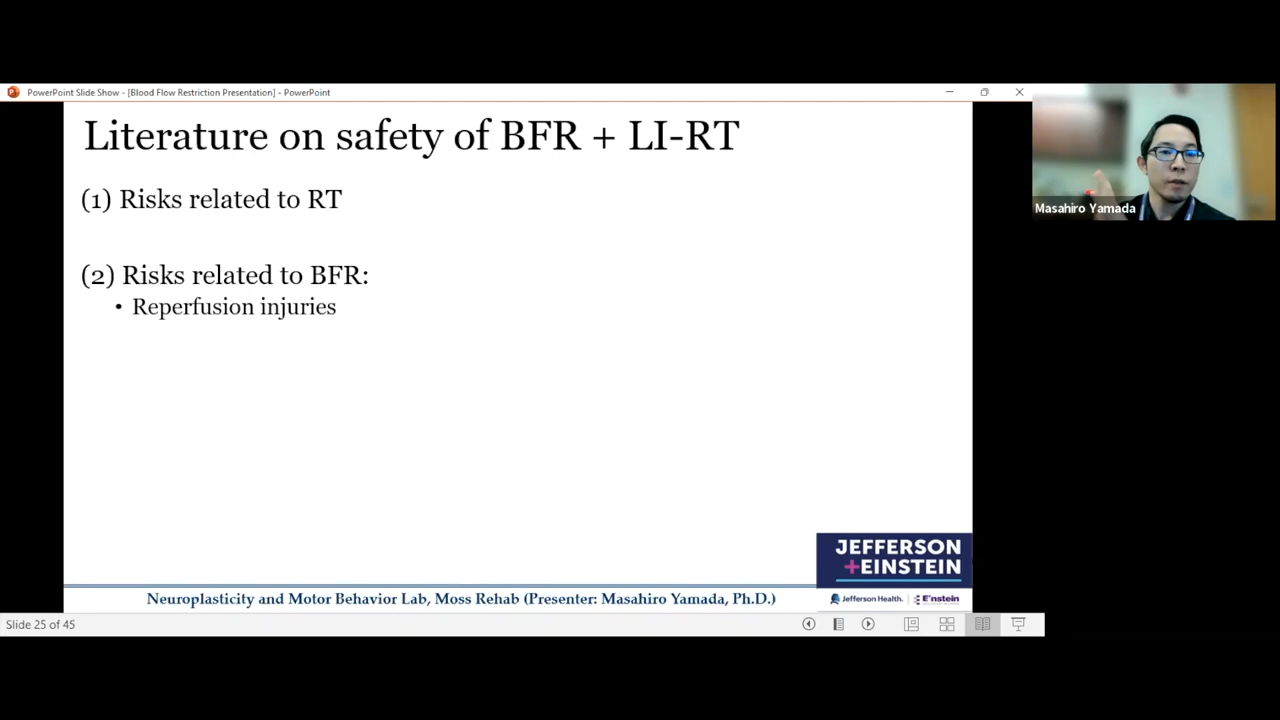 PowerPoint Slide Show - [Blood Flow Restriction Presentation] - PowerPoint
Literature on safety of BFR + LI-RT
(1) Risks related to RT
(2) Risks related to BFR:
• Reperfusion injuries
Masahiro Yamada
JEFFERSON
+EINSTEIN
Neuroplasticity and Motor Behavior Lab, Moss Rehab (Presenter: Masahiro Yamada, Ph.D.)
Jefferson Health. | Einstein
Slide 25 of 45